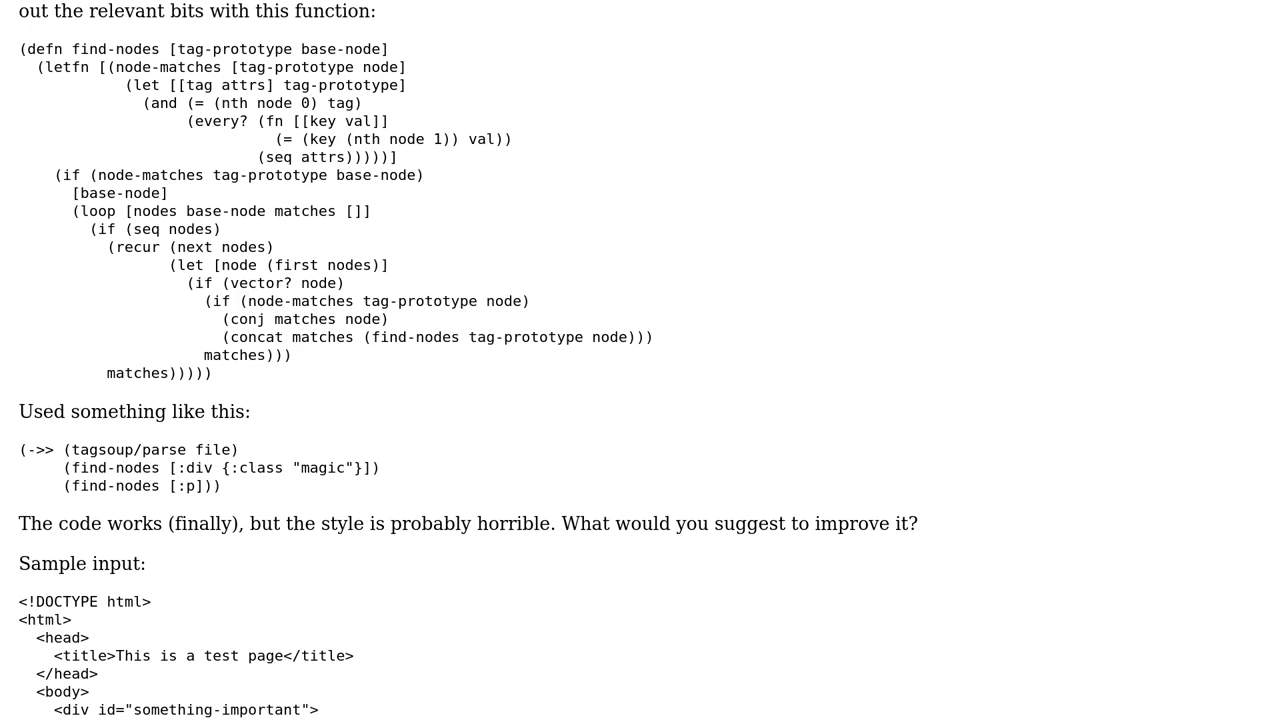 out the relevant bits with this function:
(defn find-nodes [tag-prototype base-node]
  (letfn [(node-matches [tag-prototype node]
            (let [[tag attrs] tag-prototype]
              (and (= (nth node 0) tag)
                   (every? (fn [[key val]]
                             (= (key (nth node 1)) val))
                           (seq attrs)))))]
    (if (node-matches tag-prototype base-node)
      [base-node]
      (loop [nodes base-node matches []]
        (if (seq nodes)
          (recur (next nodes)
                 (let [node (first nodes)]
                   (if (vector? node)
                     (if (node-matches tag-prototype node)
                       (conj matches node)
                       (concat matches (find-nodes tag-prototype node)))
                     matches)))
          matches)))))
Used something like this:
(->> (tagsoup/parse file)
     (find-nodes [:div {:class "magic"}])
     (find-nodes [:p]))
The code works (finally), but the style is probably horrible. What would you suggest to improve it?
Sample input:
<!DOCTYPE html>
<html>
  <head>
    <title>This is a test page</title>
  </head>
  <body>
    <div id="something-important">